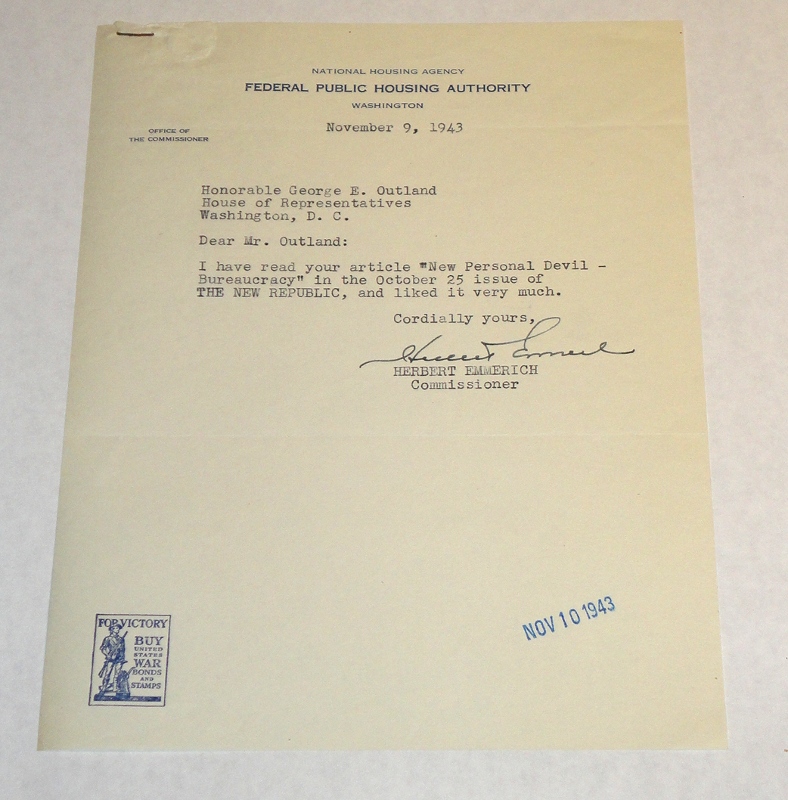 NATIONAL HOUSING AGENCY
FEDERAL PUBLIC HOUSING AUTHORITY
WASHINGTON
OFFICE OF
THE COMMISSIONER
November 9, 1943
Honorable George E. Outland
House of Representatives
Washington, D. C.
Dear Mr. Outland:
I have read your article "New Personal Devil -
Bureaucracy" in the October 25 issue of
THE NEW REPUBLIC, and liked it very much.
Cordially yours,
Herbert Emmerich
HERBERT EMMERICH
Commissioner
NOV 10 1943
FOR VICTORY
BUY
UNITED
STATES
WAR
BONDS
AND
STAMPS